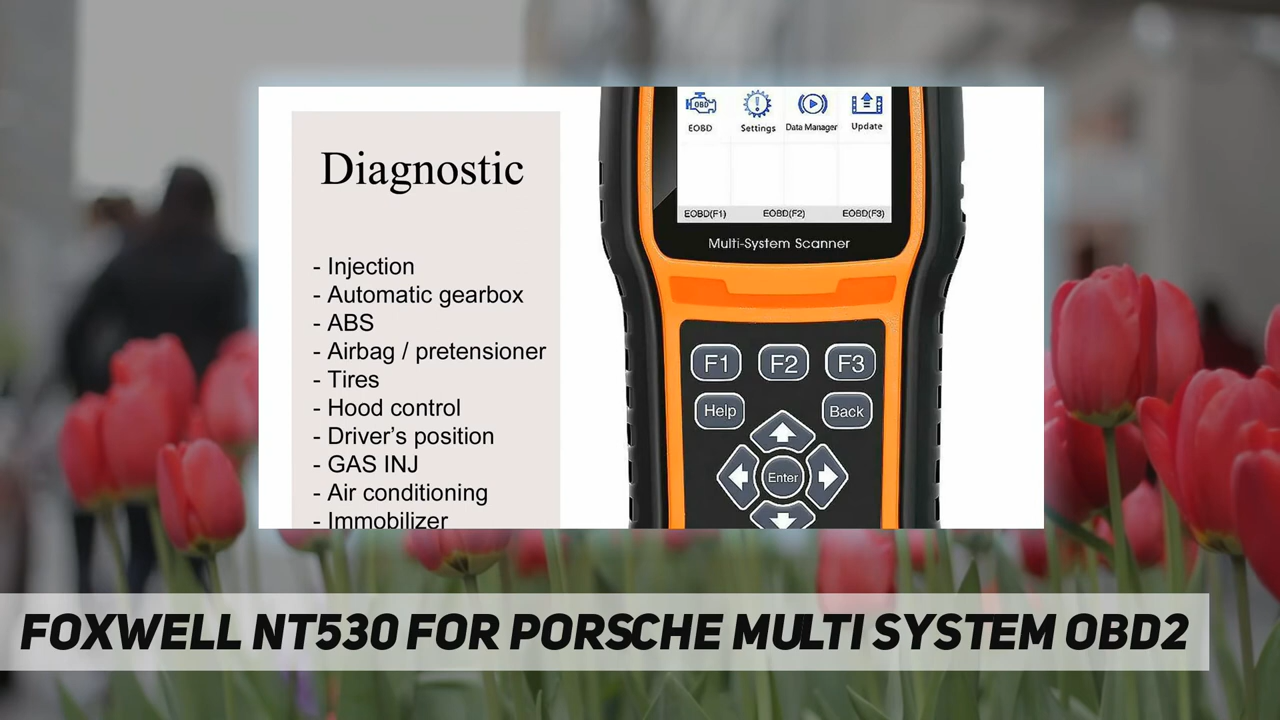 Diagnostic
- Injection
- Automatic gearbox
- ABS
- Airbag / pretensioner
- Tires
- Hood control
- Driver's position
- GAS INJ
- Air conditioning
- Immobilizer
OBD
EOBD Settings Data Manager Update
EOBD(F1) EOBD(F2) EOBD(F3)
Multi-System Scanner
F1 F2 F3
Help Back
Enter
FOXWELL NT530 FOR PORSCHE MULTI SYSTEM OBD2